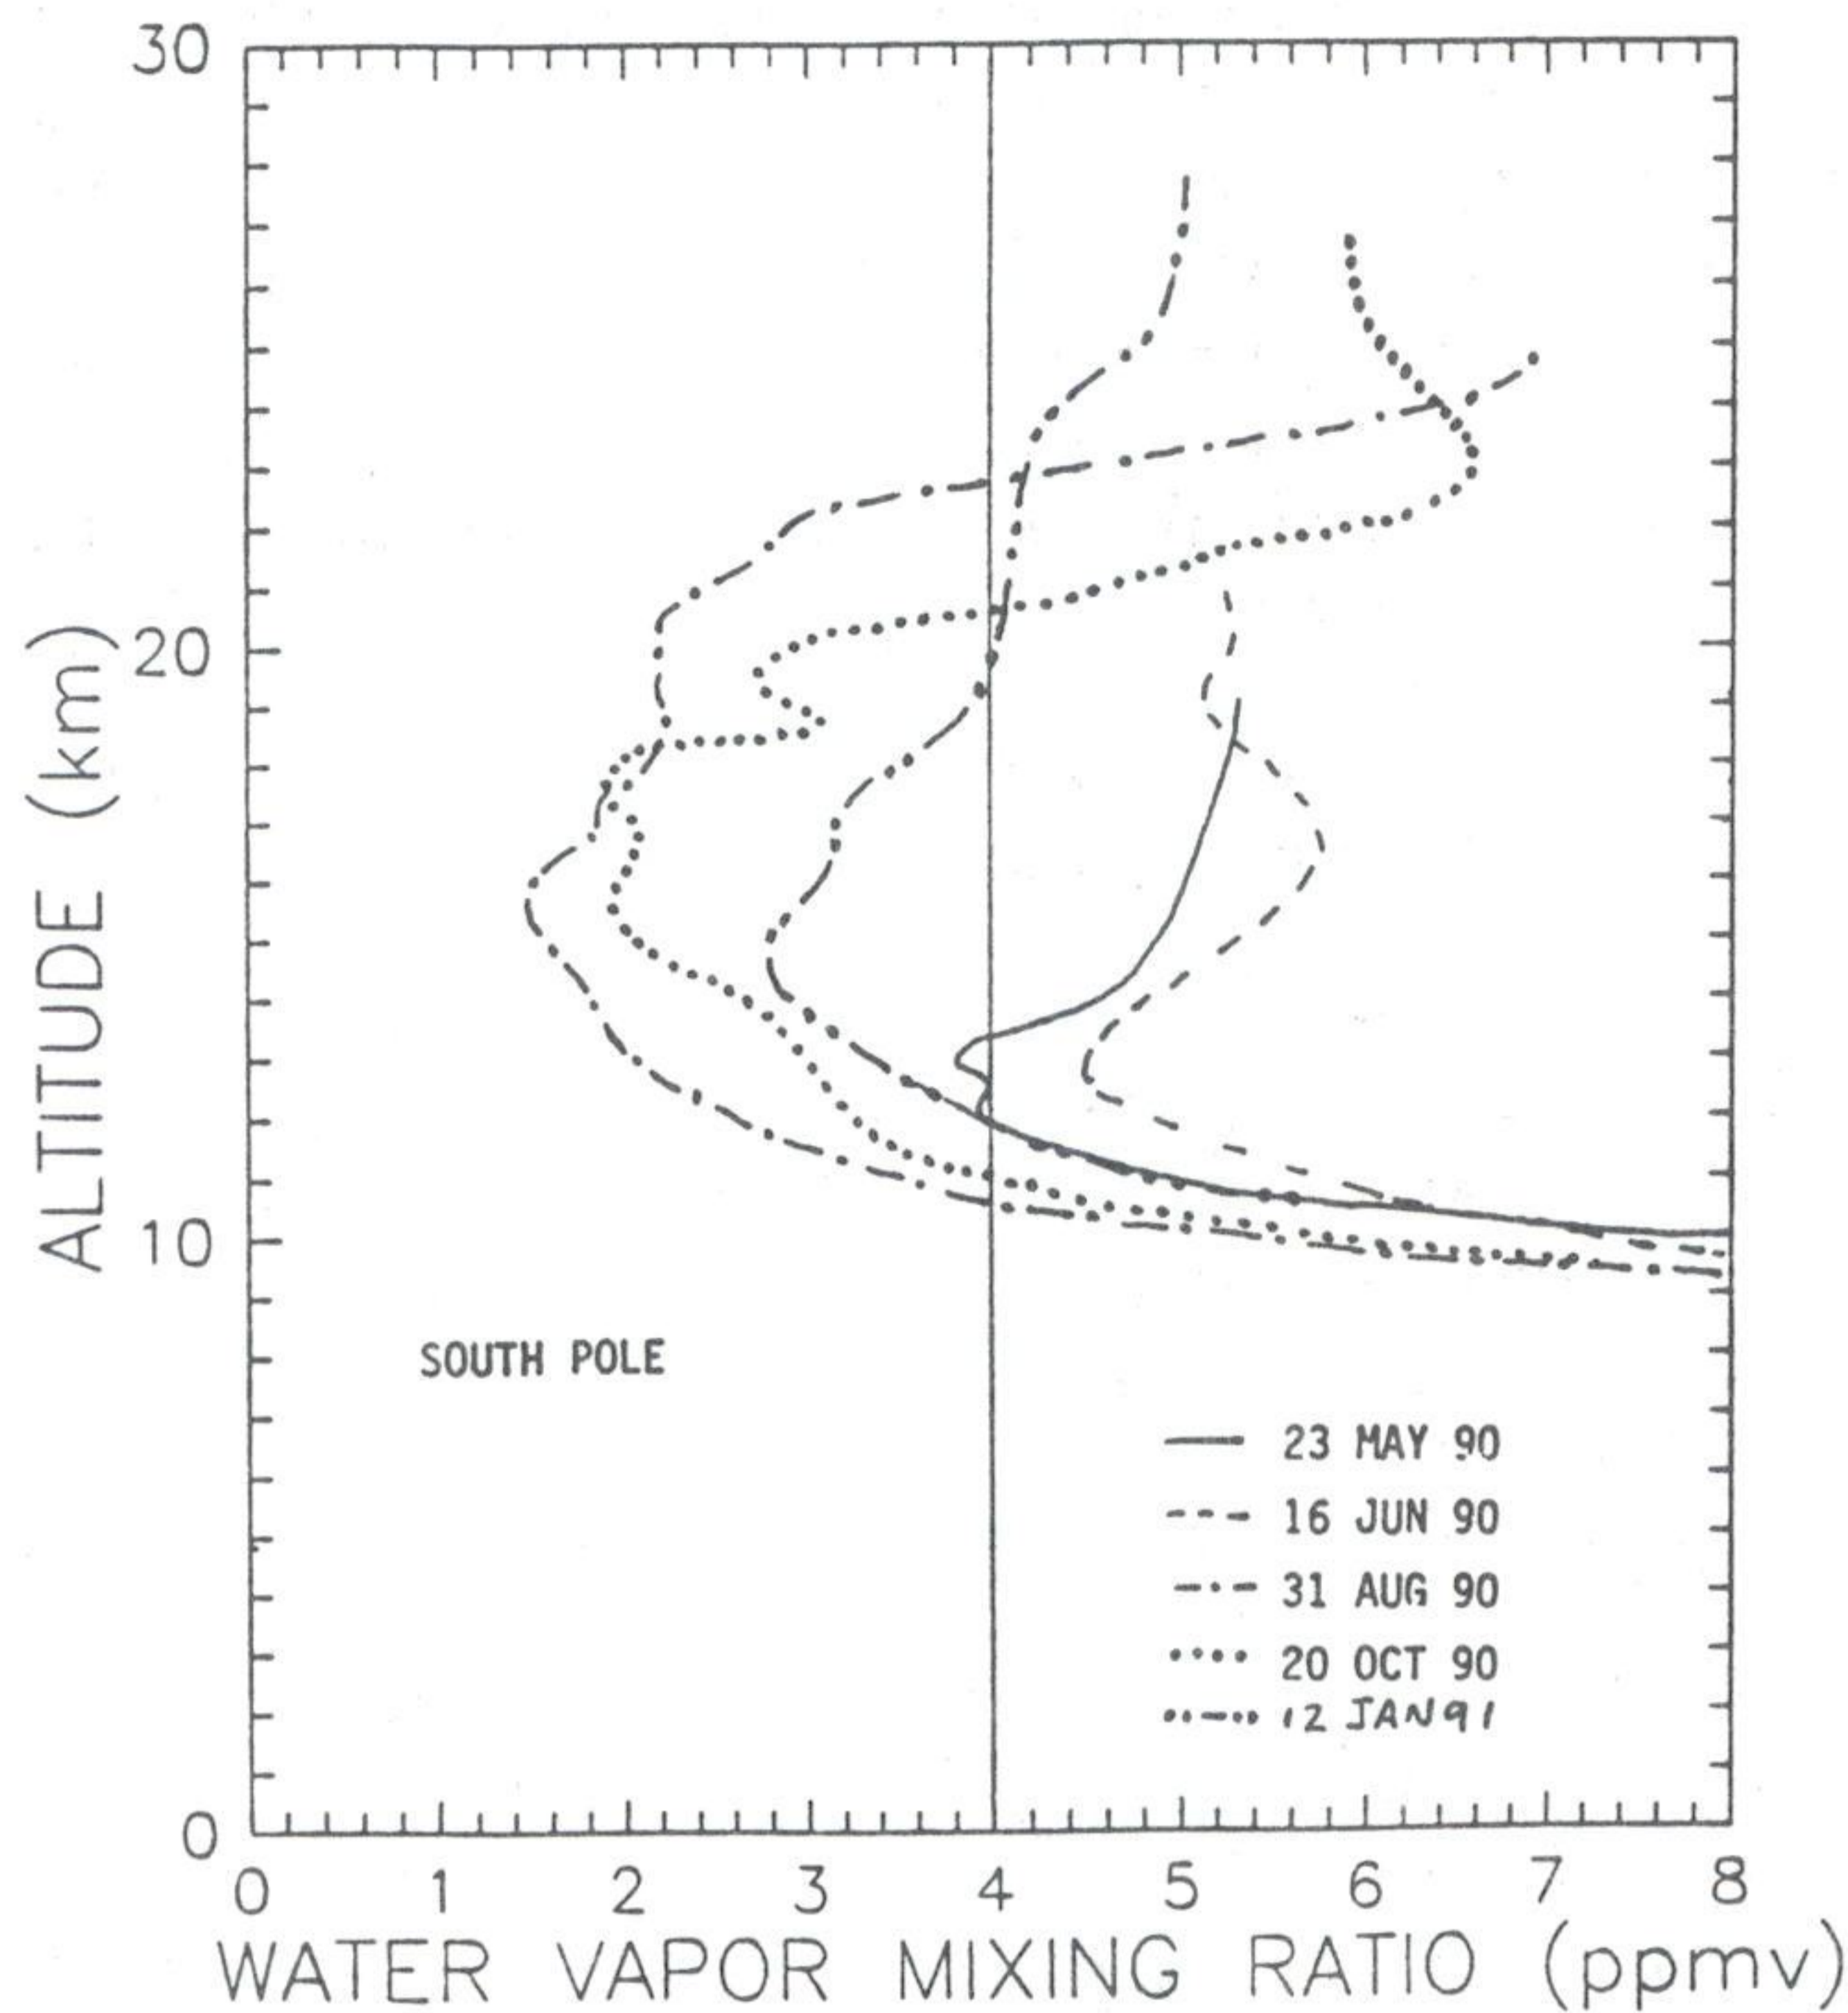 30
20
10
0
ALTITUDE (km)
SOUTH POLE
23 MAY 90
16 JUN 90
31 AUG 90
20 OCT 90
12 JAN 91
0 1 2 3 4 5 6 7 8
WATER VAPOR MIXING RATIO (ppmv)